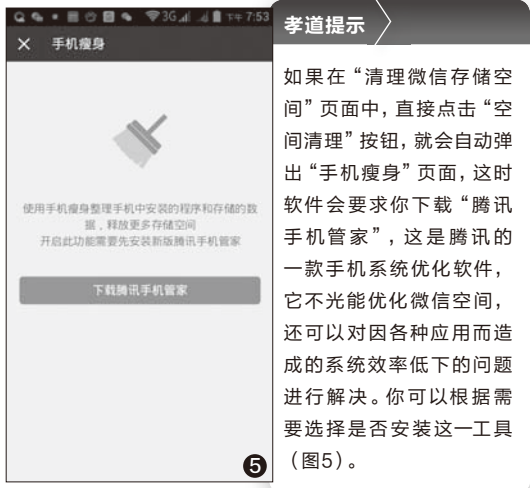 3G 下午7:53
× 手机瘦身
使用手机瘦身整理手机中安装的程序和存储的数
据，释放更多存储空间
开启此功能需要先安装新版腾讯手机管家
下载腾讯手机管家
5
孝道提示
如果在“清理微信存储空
间”页面中，直接点击“空
间清理”按钮，就会自动弹
出“手机瘦身”页面，这时
软件会要求你下载“腾讯
手机管家”，这是腾讯的
一款手机系统优化软件，
它不光能优化微信空间，
还可以对因各种应用而造
成的系统效率低下的问题
进行解决。你可以根据需
要选择是否安装这一工具
（图5）。